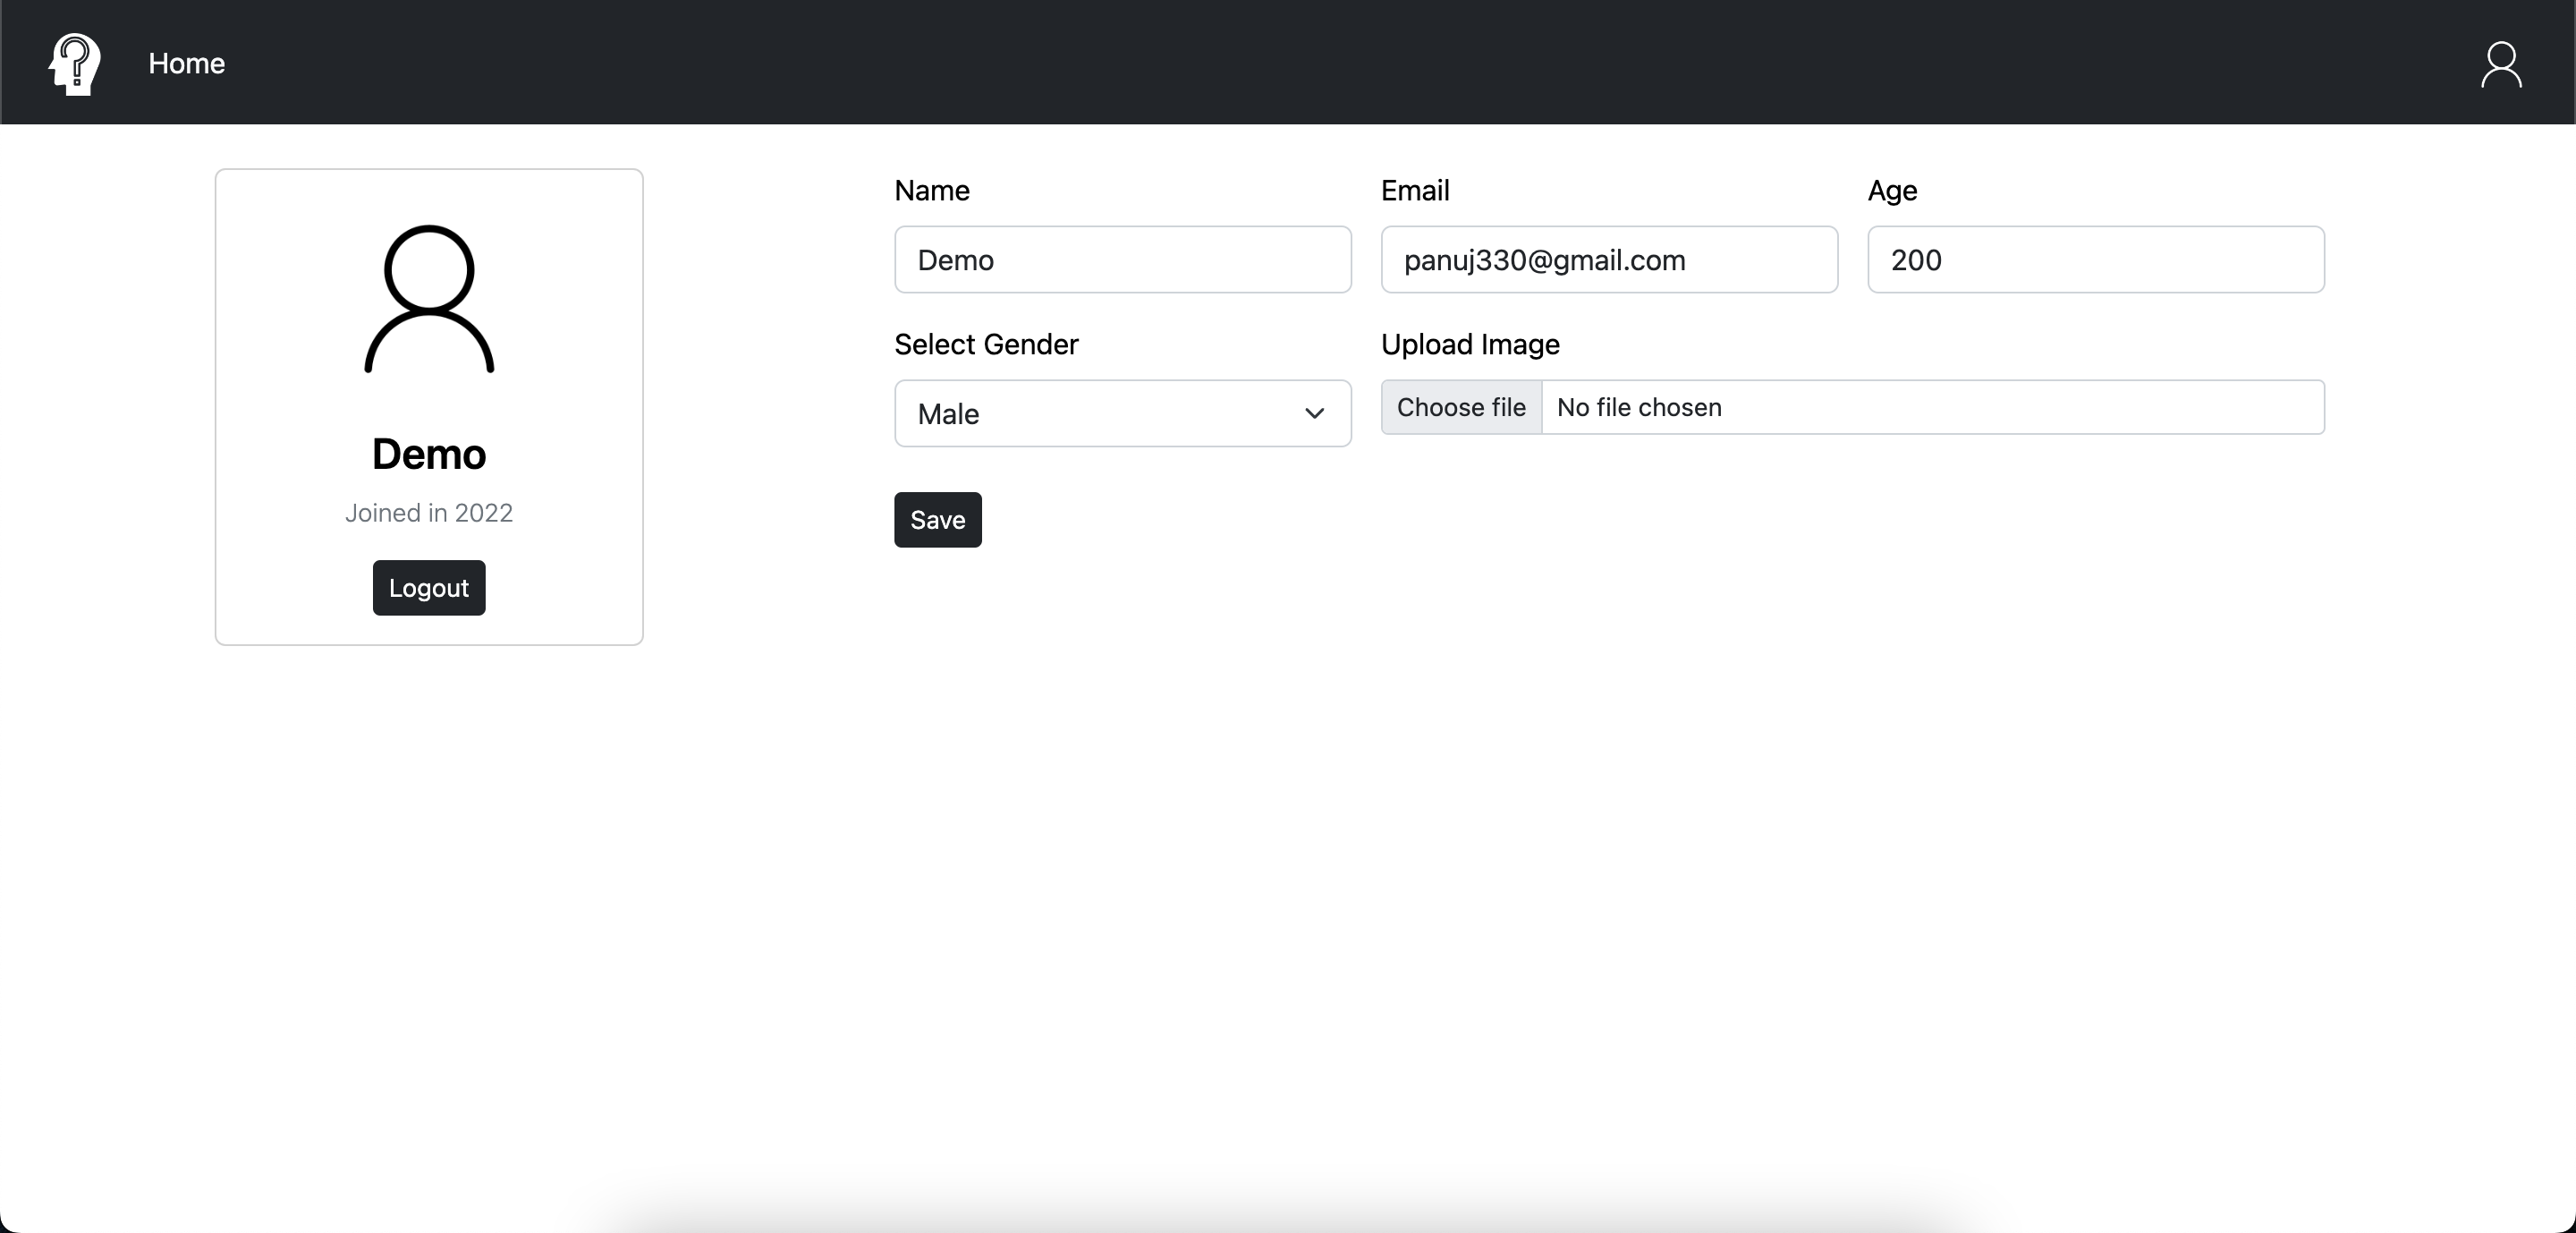 Home
Demo
Joined in 2022
Logout
Name
Email
Age
Demo
panuj330@gmail.com
200
Select Gender
Upload Image
Male
Choose file
No file chosen
Save